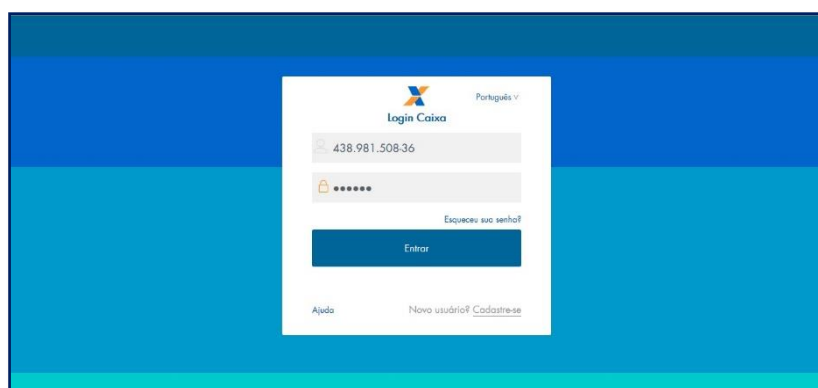 Português
Login Caixa
438.981.508-36
••••••
Esqueceu sua senha?
Entrar
Ajuda
Novo usuário? Cadastre-se